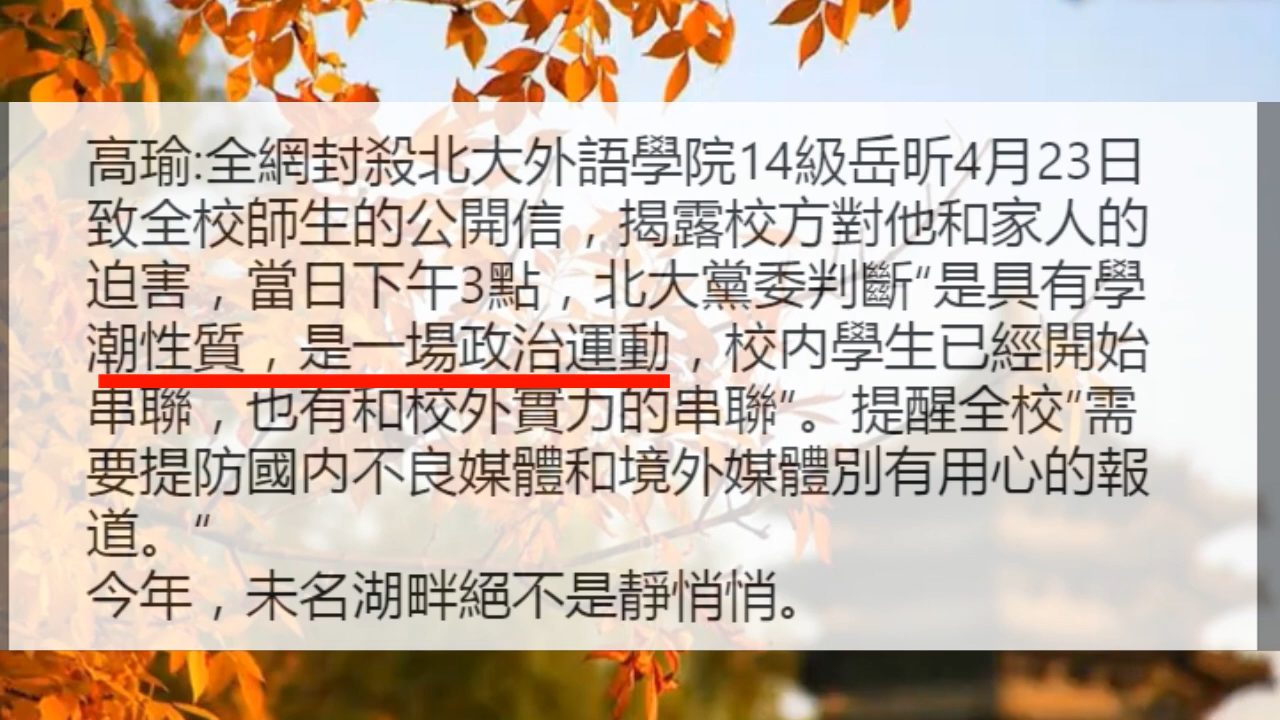 高瑜:全網封殺北大外語學院14級岳昕4月23日
致全校師生的公開信，揭露校方對他和家人的
迫害，當日下午3點，北大黨委判斷“是具有學
潮性質，是一場政治運動，校內學生已經開始
串聯，也有和校外實力的串聯”。提醒全校”需
要提防國內不良媒體和境外媒體別有用心的報
道。“
今年，未名湖畔絕不是靜悄悄。